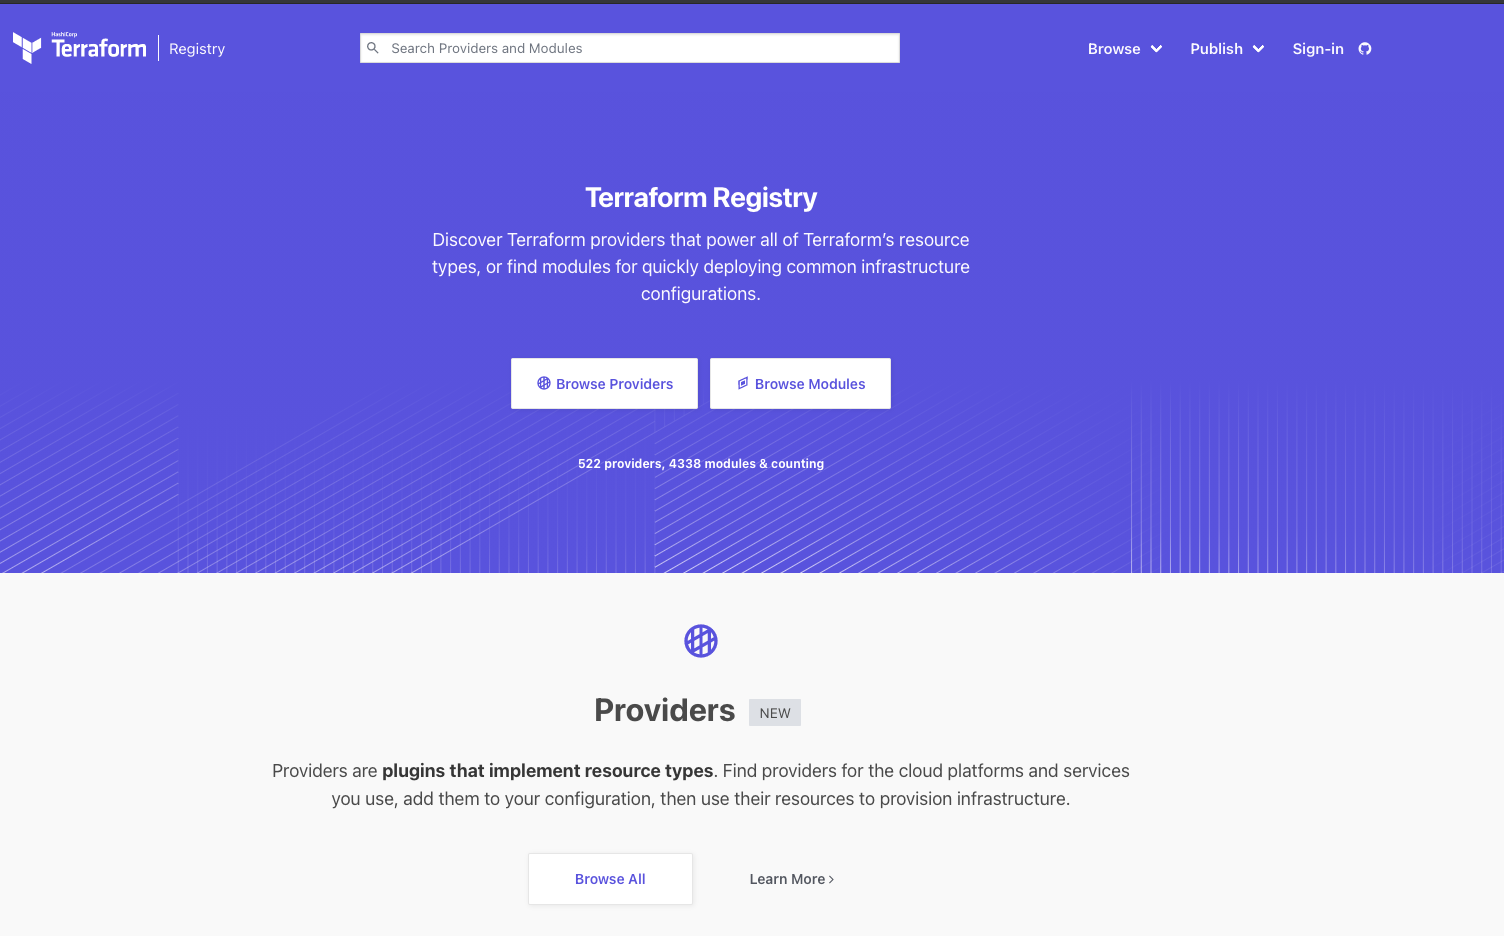 HashiCorp
Terraform
Registry
Search Providers and Modules
Browse
Publish
Sign-in
Terraform Registry
Discover Terraform providers that power all of Terraform’s resource
types, or find modules for quickly deploying common infrastructure
configurations.
Browse Providers
Browse Modules
522 providers, 4338 modules & counting
Providers NEW
Providers are plugins that implement resource types. Find providers for the cloud platforms and services
you use, add them to your configuration, then use their resources to provision infrastructure.
Browse All
Learn More